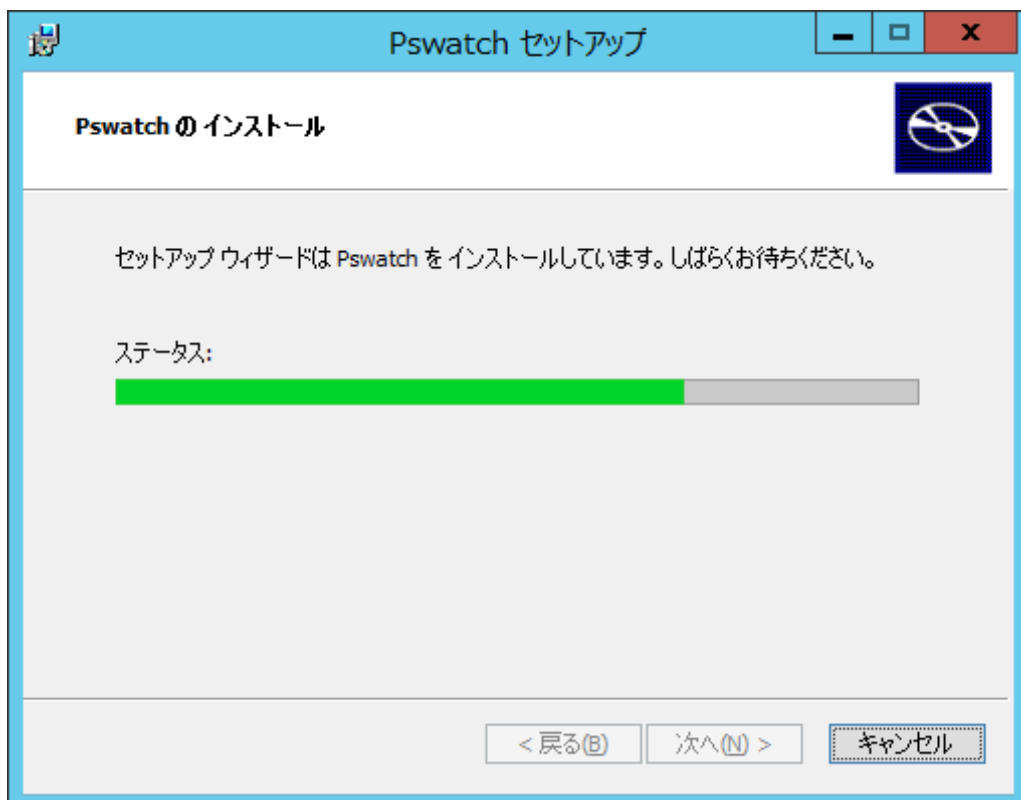 Pswatch セットアップ
Pswatch の インストール
セットアップ ウィザードは Pswatch を インストールしています。しばらくお待ちください。
ステータス:
< 戻る(B)
次へ(N) >
キャンセル